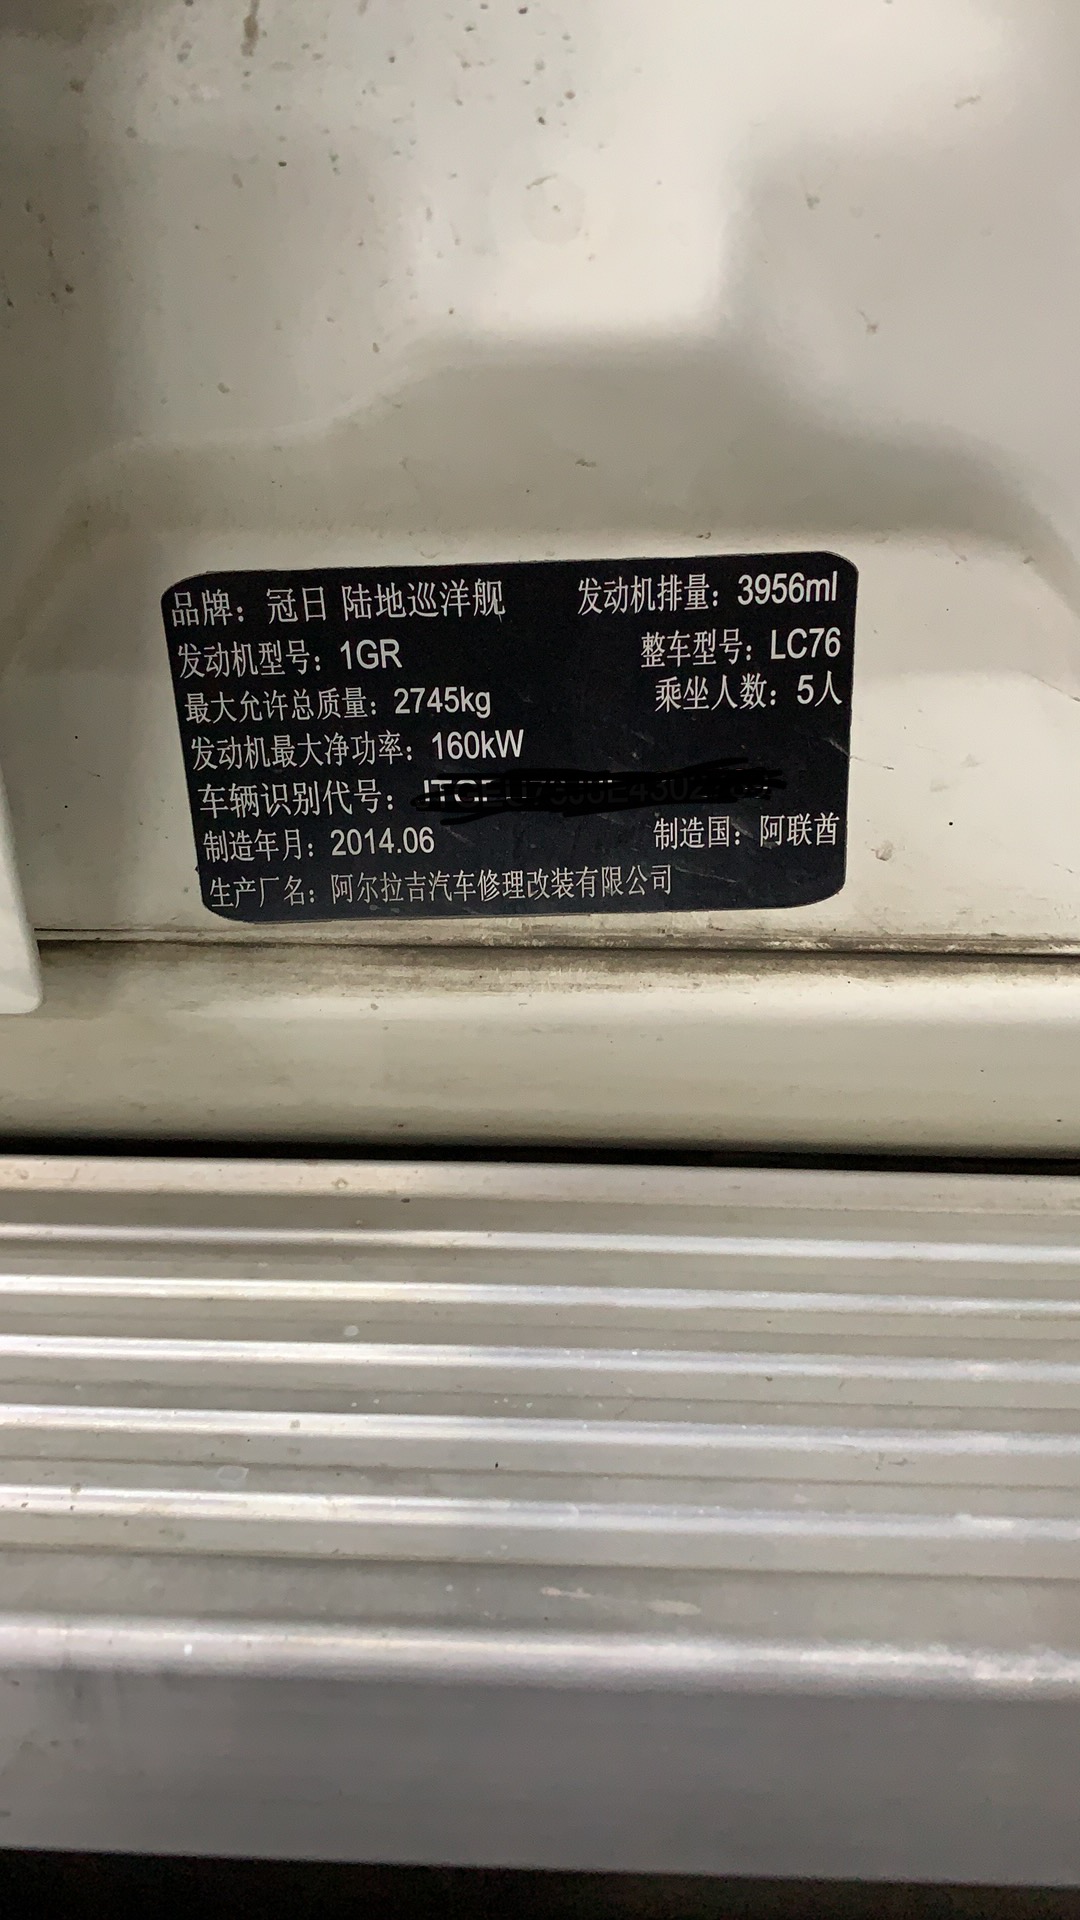 品牌：冠日 陆地巡洋舰 发动机排量：3956ml
发动机型号：1GR 整车型号：LC76
最大允许总质量：2745kg 乘坐人数：5人
发动机最大净功率：160kW
车辆识别代号：
制造年月：2014.06 制造国：阿联酋
生产厂名：阿尔拉吉汽车修理改装有限公司